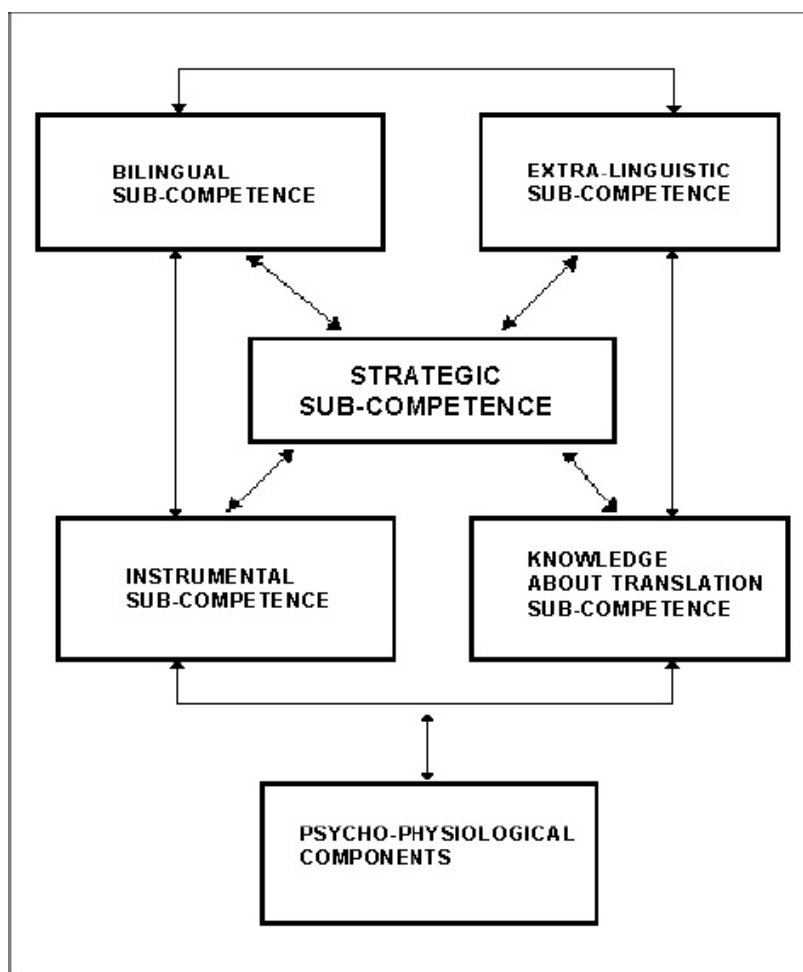 BILINGUAL
SUB-COMPETENCE
EXTRA-LINGUISTIC
SUB-COMPETENCE
STRATEGIC
SUB-COMPETENCE
INSTRUMENTAL
SUB-COMPETENCE
KNOWLEDGE
ABOUT TRANSLATION
SUB-COMPETENCE
PSYCHO-PHYSIOLOGICAL
COMPONENTS